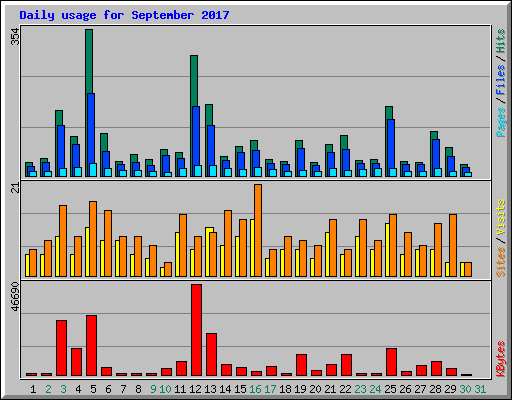 Daily usage for September 2017
354
Pages / Files / Hits
21
Sites / Visits
46690
KBytes
1 2 3 4 5 6 7 8 9 10 11 12 13 14 15 16 17 18 19 20 21 22 23 24 25 26 27 28 29 30 31